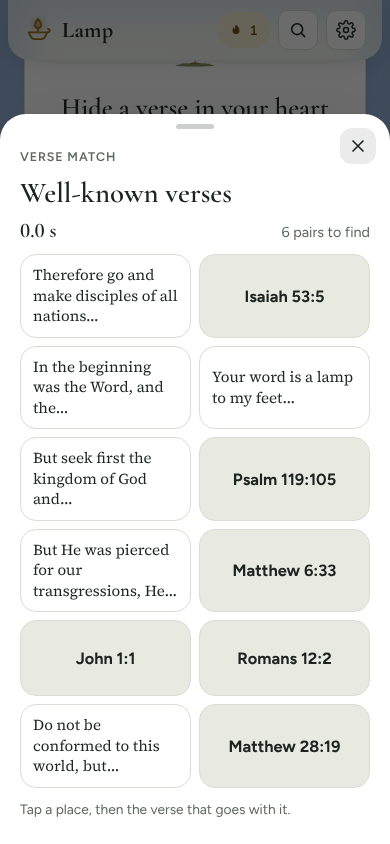 Lamp
1
Hide a verse in your heart
VERSE MATCH
Well-known verses
0.0 s
6 pairs to find
Therefore go and
make disciples of all
nations...
Isaiah 53:5
In the beginning
was the Word, and
the...
Your word is a lamp
to my feet...
But seek first the
kingdom of God
and...
Psalm 119:105
But He was pierced
for our
transgressions, He...
Matthew 6:33
John 1:1
Romans 12:2
Do not be
conformed to this
world, but...
Matthew 28:19
Tap a place, then the verse that goes with it.